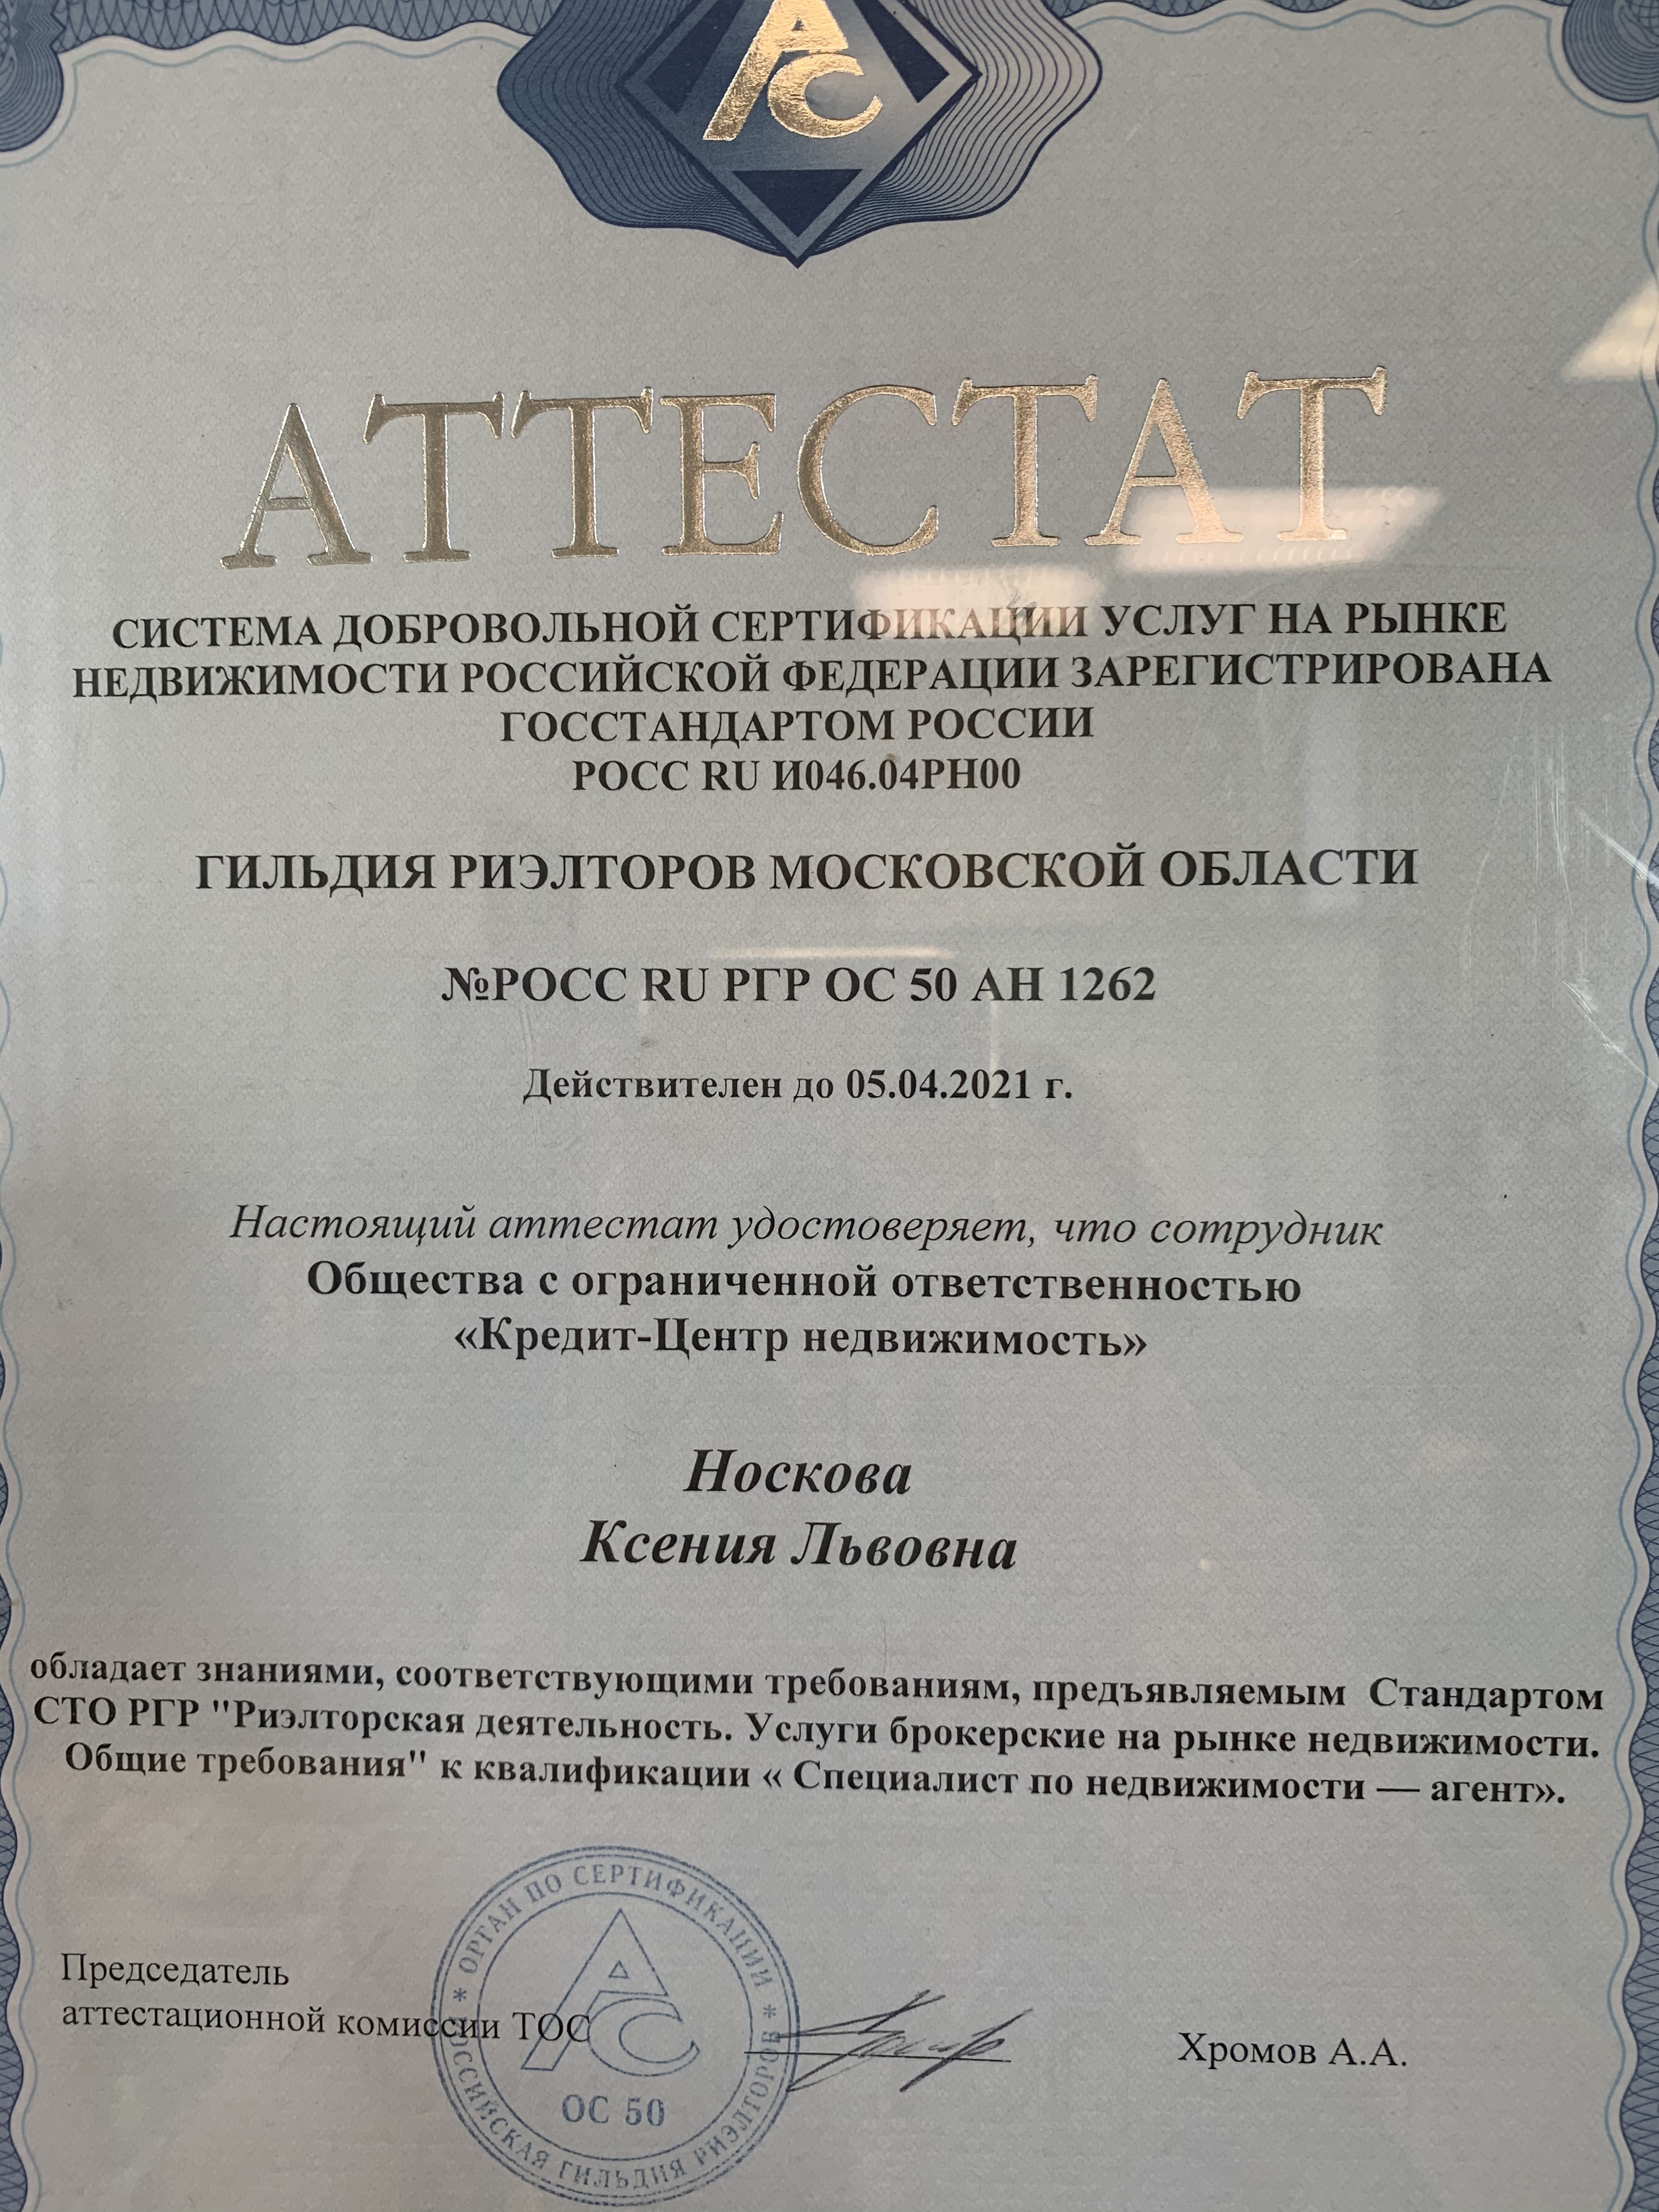 АС
АТТЕСТАТ
СИСТЕМА ДОБРОВОЛЬНОЙ СЕРТИФИКАЦИИ УСЛУГ НА РЫНКЕ
НЕДВИЖИМОСТИ РОССИЙСКОЙ ФЕДЕРАЦИИ ЗАРЕГИСТРИРОВАНА
ГОССТАНДАРТОМ РОССИИ
РОСС RU И046.04РН00
ГИЛЬДИЯ РИЭЛТОРОВ МОСКОВСКОЙ ОБЛАСТИ
№РОСС RU РГР ОС 50 АН 1262
Действителен до 05.04.2021 г.
Настоящий аттестат удостоверяет, что сотрудник
Общества с ограниченной ответственностью
«Кредит-Центр недвижимость»
Носкова
Ксения Львовна
обладает знаниями, соответствующими требованиям, предъявляемым Стандартом
СТО РГР "Риэлторская деятельность. Услуги брокерские на рынке недвижимости.
Общие требования" к квалификации « Специалист по недвижимости — агент».
Председатель
аттестационной комиссии ТОС
Хромов А.А.
* ОРГАН ПО СЕРТИФИКАЦИИ *
АС
ОС 50
РОССИЙСКАЯ ГИЛЬДИЯ РИЭЛТОРОВ